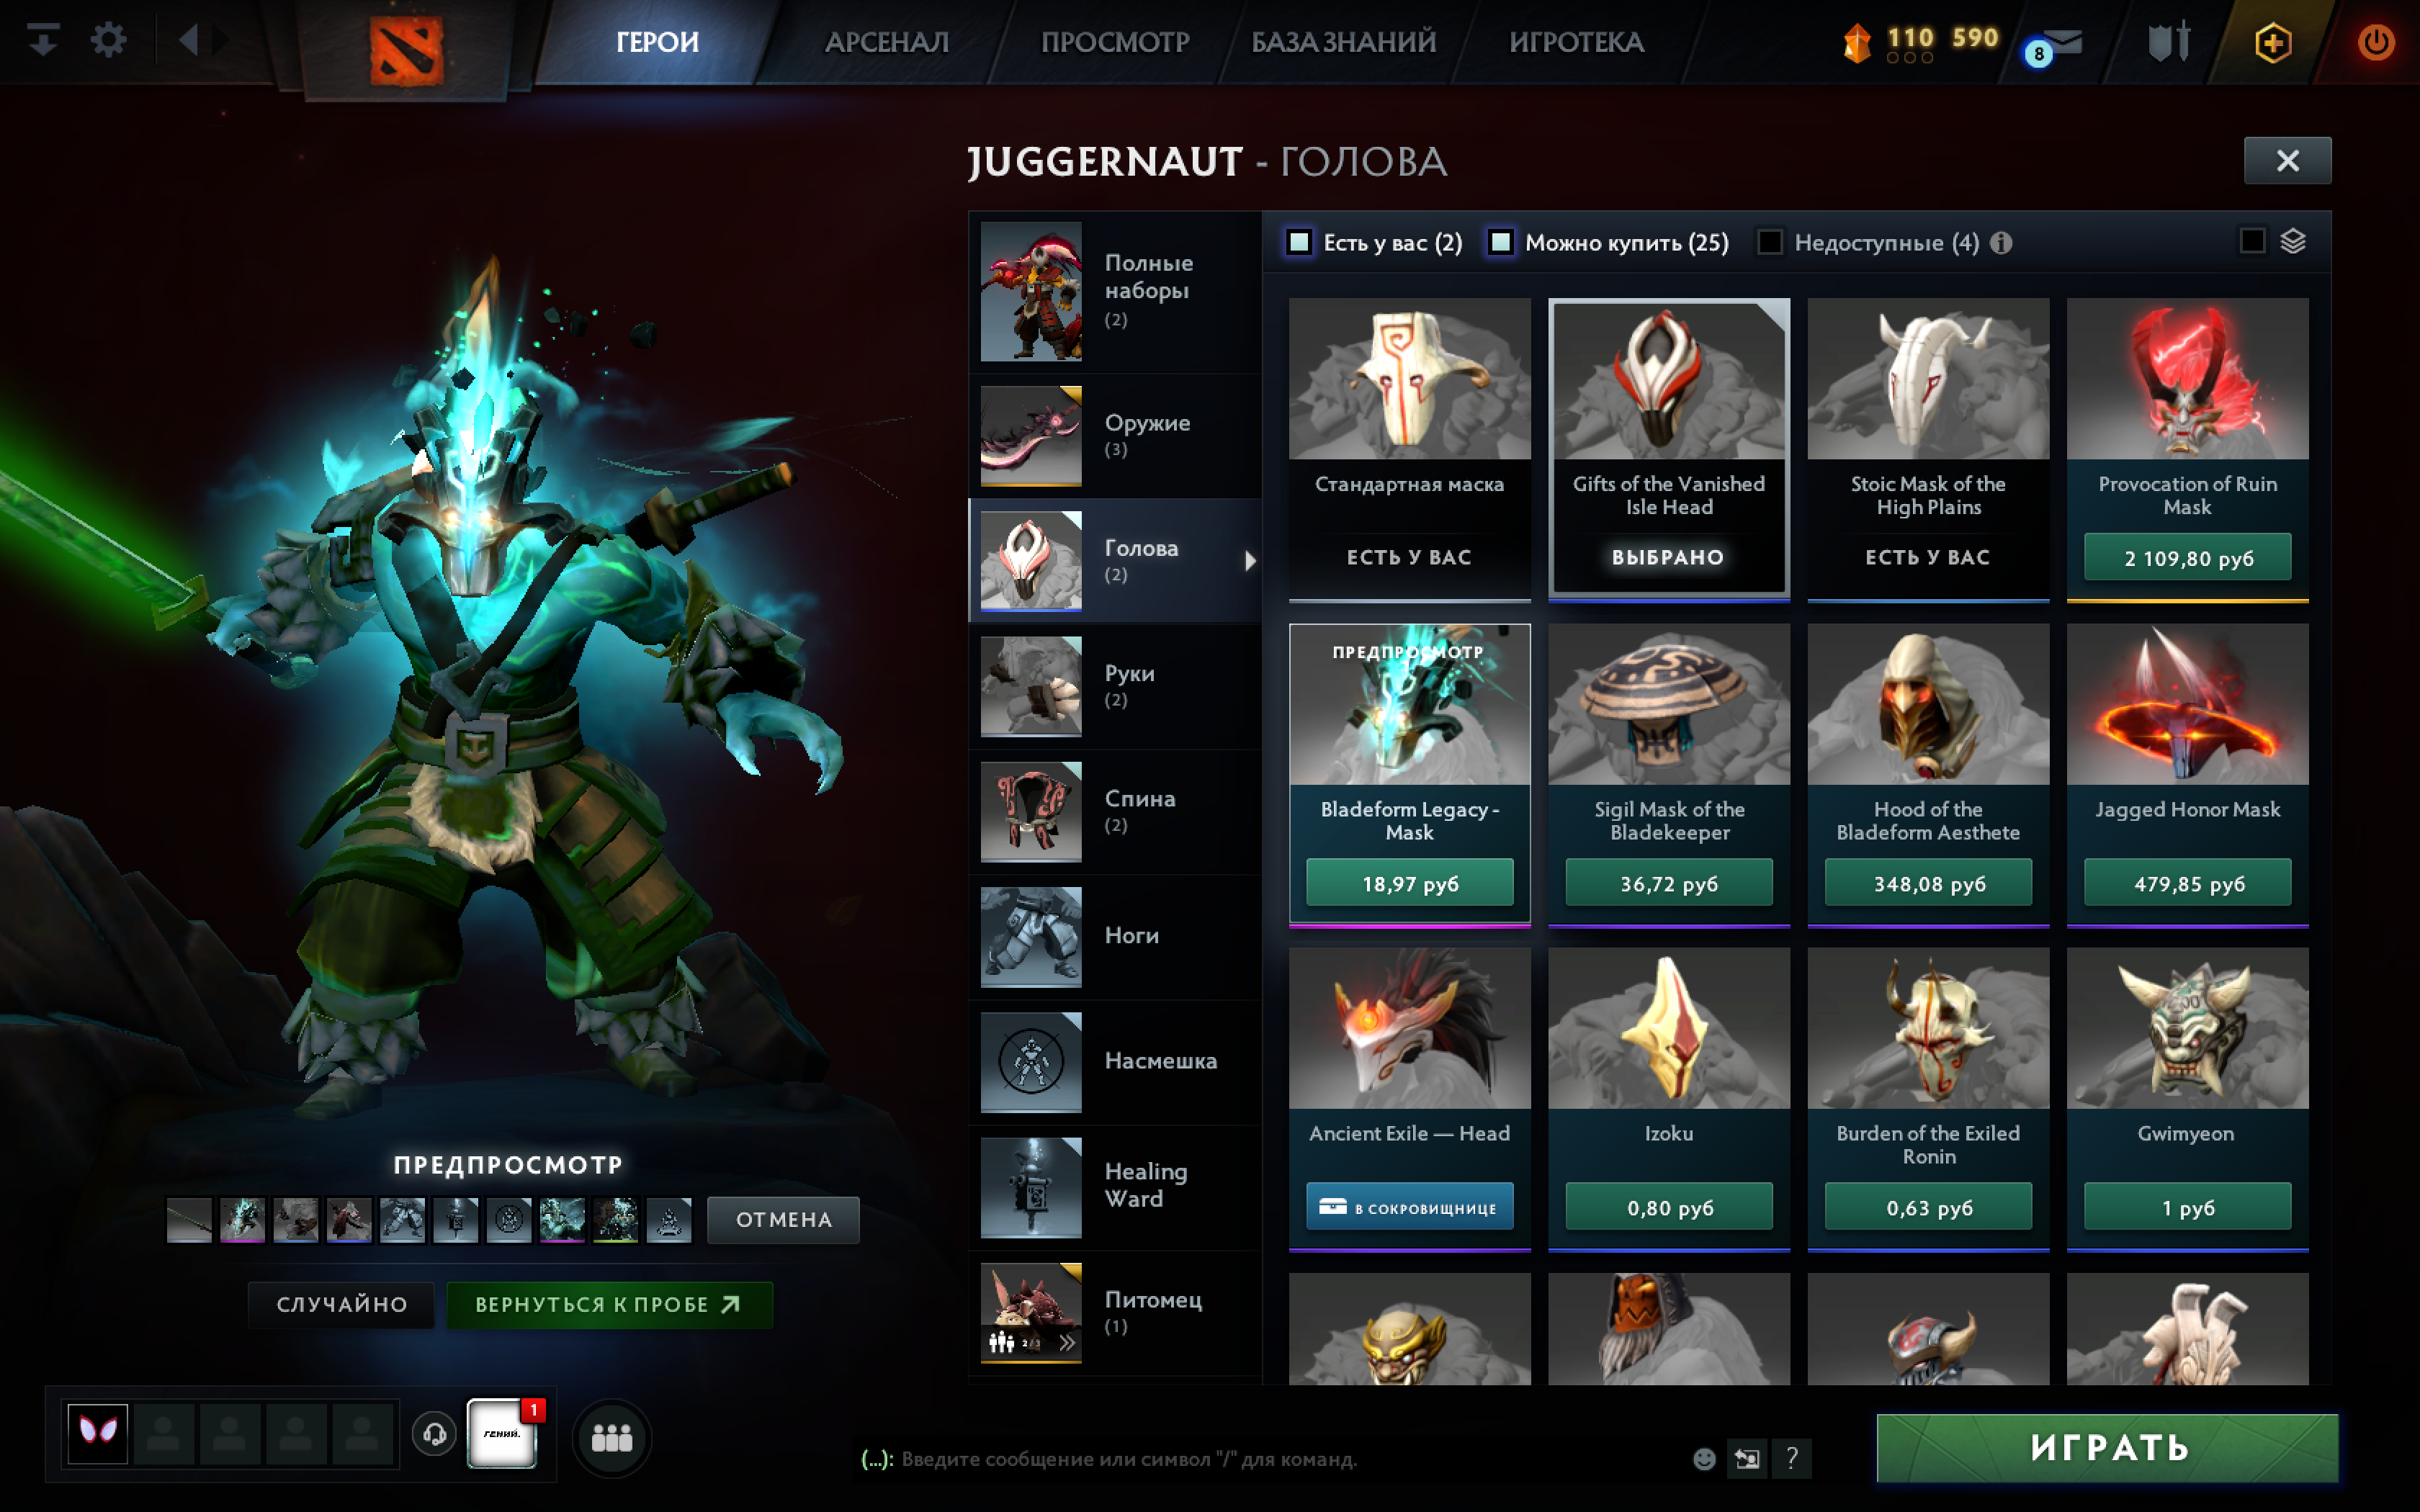 ГЕРОИ
АРСЕНАЛ
ПРОСМОТР
БАЗА ЗНАНИЙ
ИГРОТЕКА
110 590
8
JUGGERNAUT - ГОЛОВА
Полные
наборы
(2)
Оружие
(3)
Голова
(2)
Руки
(2)
Спина
(2)
Ноги
Насмешка
Healing
Ward
Питомец
(1)
Есть у вас (2)
Можно купить (25)
Недоступные (4)
Стандартная маска
ЕСТЬ У ВАС
Gifts of the Vanished
Isle Head
ВЫБРАНО
Stoic Mask of the
High Plains
ЕСТЬ У ВАС
Provocation of Ruin
Mask
2 109,80 руб
ПРЕДПРОСМОТР
Bladeform Legacy -
Mask
18,97 руб
Sigil Mask of the
Bladekeeper
36,72 руб
Hood of the
Bladeform Aesthete
348,08 руб
Jagged Honor Mask
479,85 руб
Ancient Exile — Head
В СОКРОВИЩНИЦЕ
Izoku
0,80 руб
Burden of the Exiled
Ronin
0,63 руб
Gwimyeon
1 руб
ПРЕДПРОСМОТР
ОТМЕНА
СЛУЧАЙНО
ВЕРНУТЬСЯ К ПРОБЕ
ГЕНИЙ.
1
(...): Введите сообщение или символ "/" для команд.
?
ИГРАТЬ